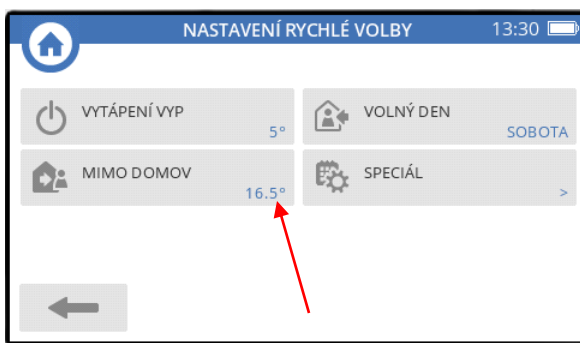 NASTAVENÍ RYCHLÉ VOLBY 13:30
VYTÁPENÍ VYP
5°
VOLNÝ DEN
SOBOTA
MIMO DOMOV
16.5°
SPECIÁL
>